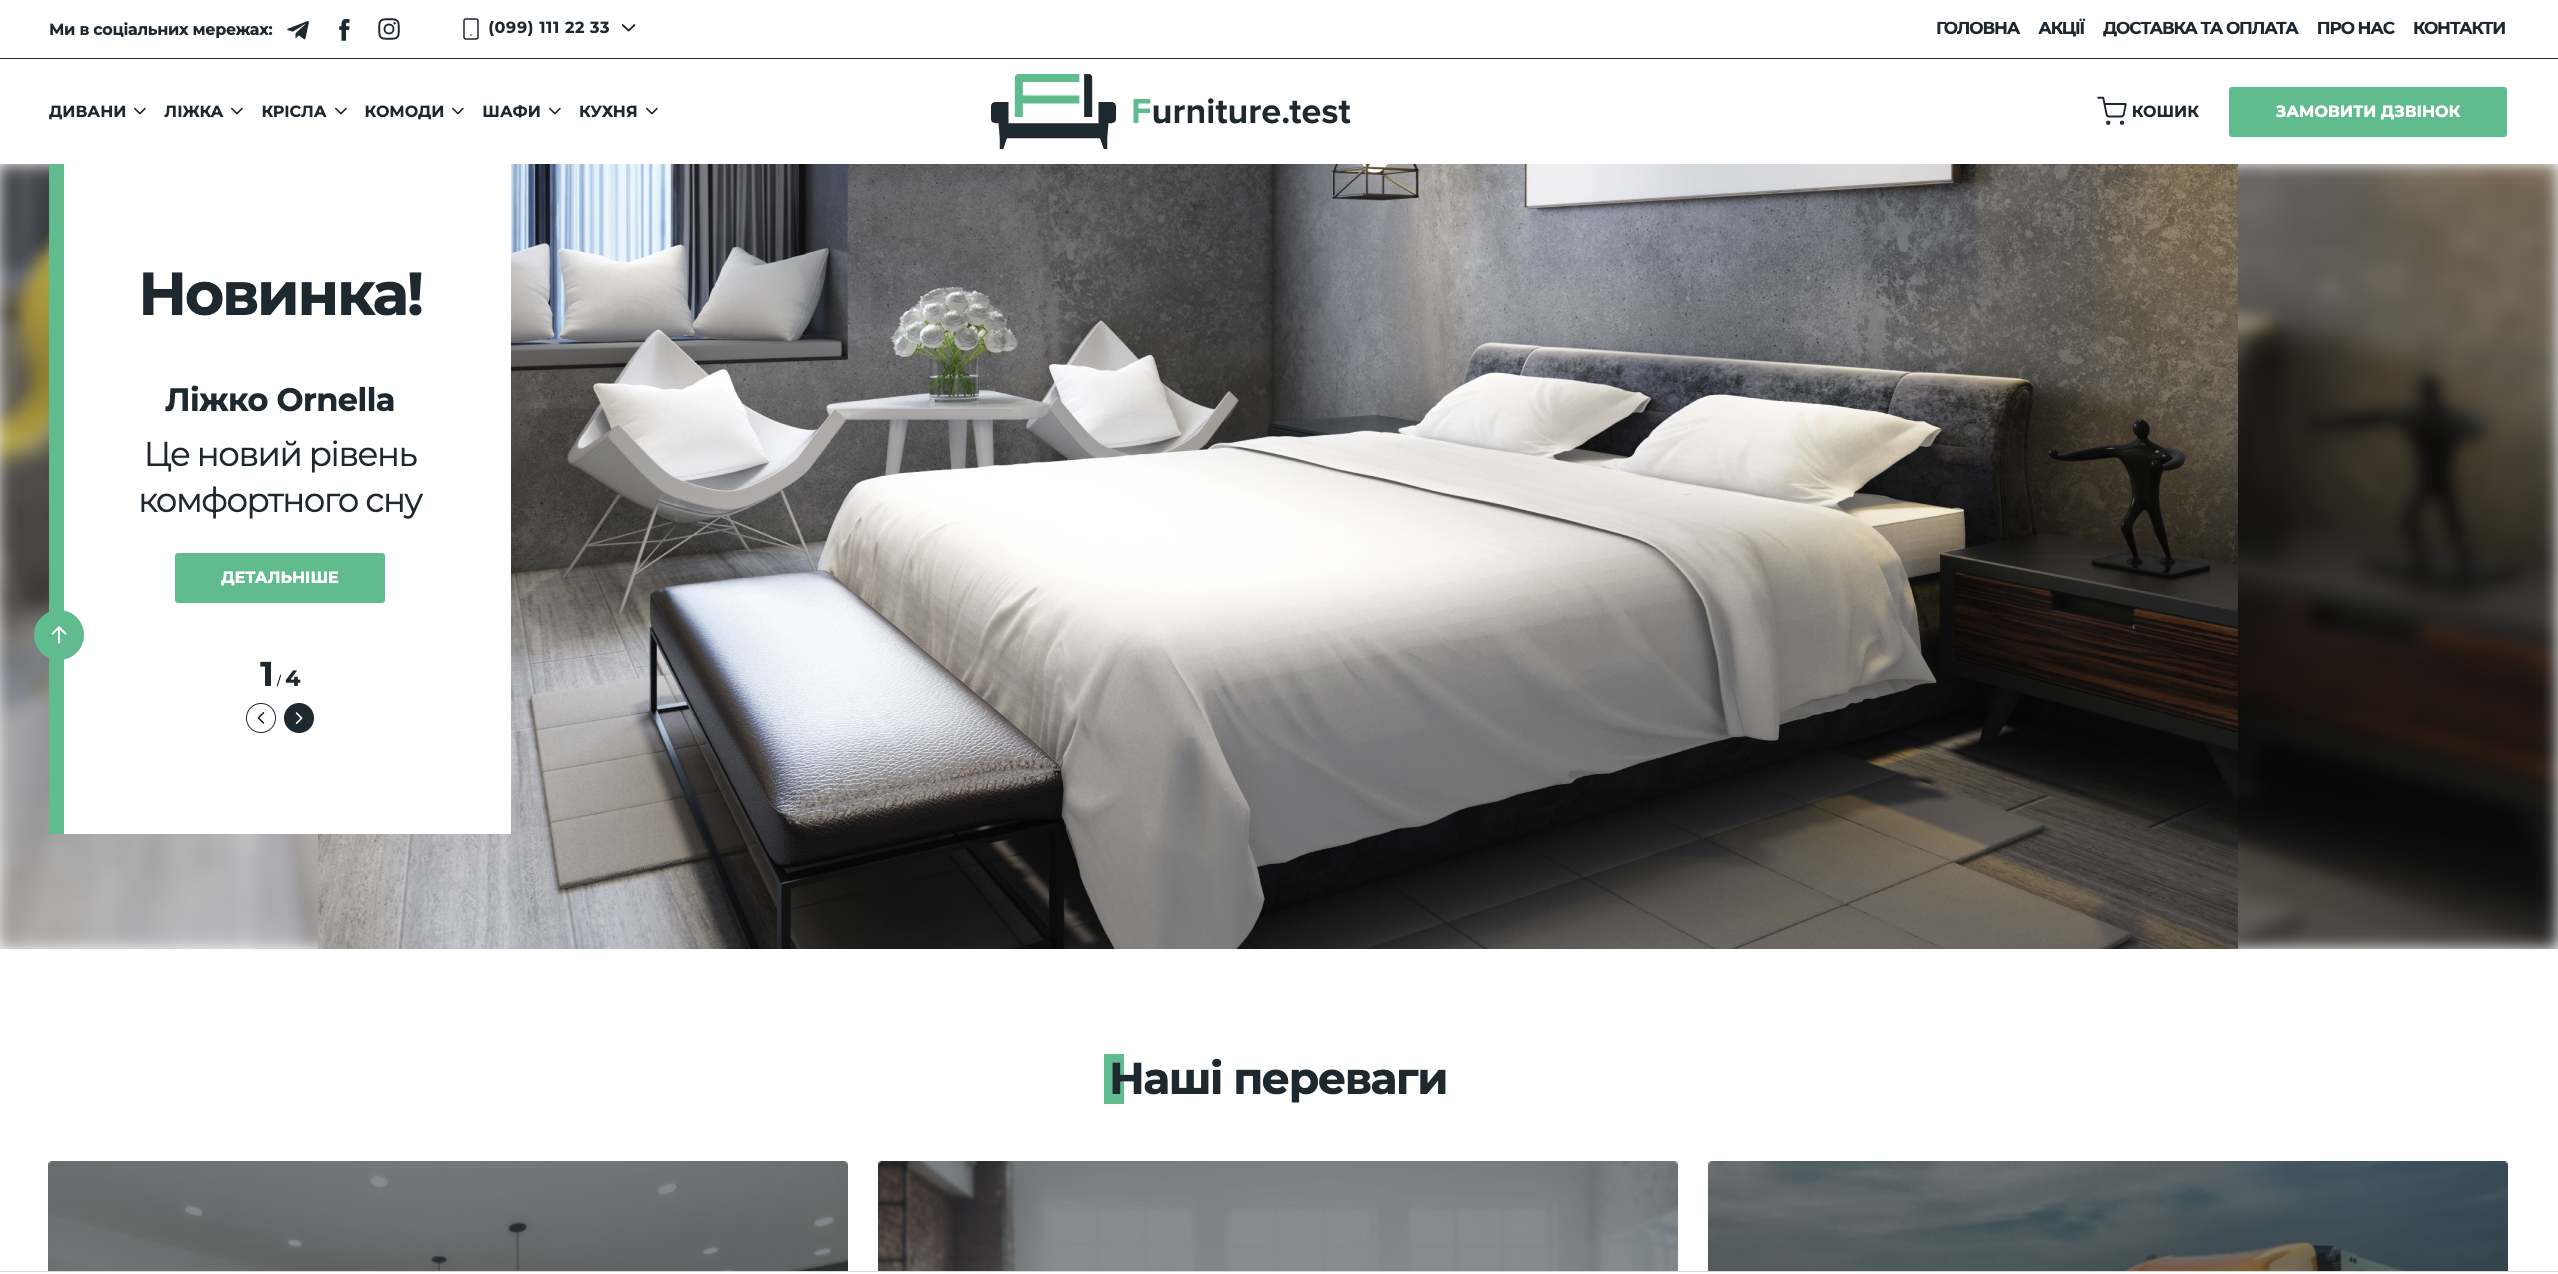 Ми в соціальних мережах:
(099) 111 22 33
ГОЛОВНА АКЦІЇ ДОСТАВКА ТА ОПЛАТА ПРО НАС КОНТАКТИ
ДИВАНИ ЛІЖКА КРІСЛА КОМОДИ ШАФИ КУХНЯ
Furniture.test
КОШИК
ЗАМОВИТИ ДЗВІНОК
Новинка!
Ліжко Ornella
Це новий рівень
комфортного сну
ДЕТАЛЬНІШЕ
1 / 4
Наші переваги